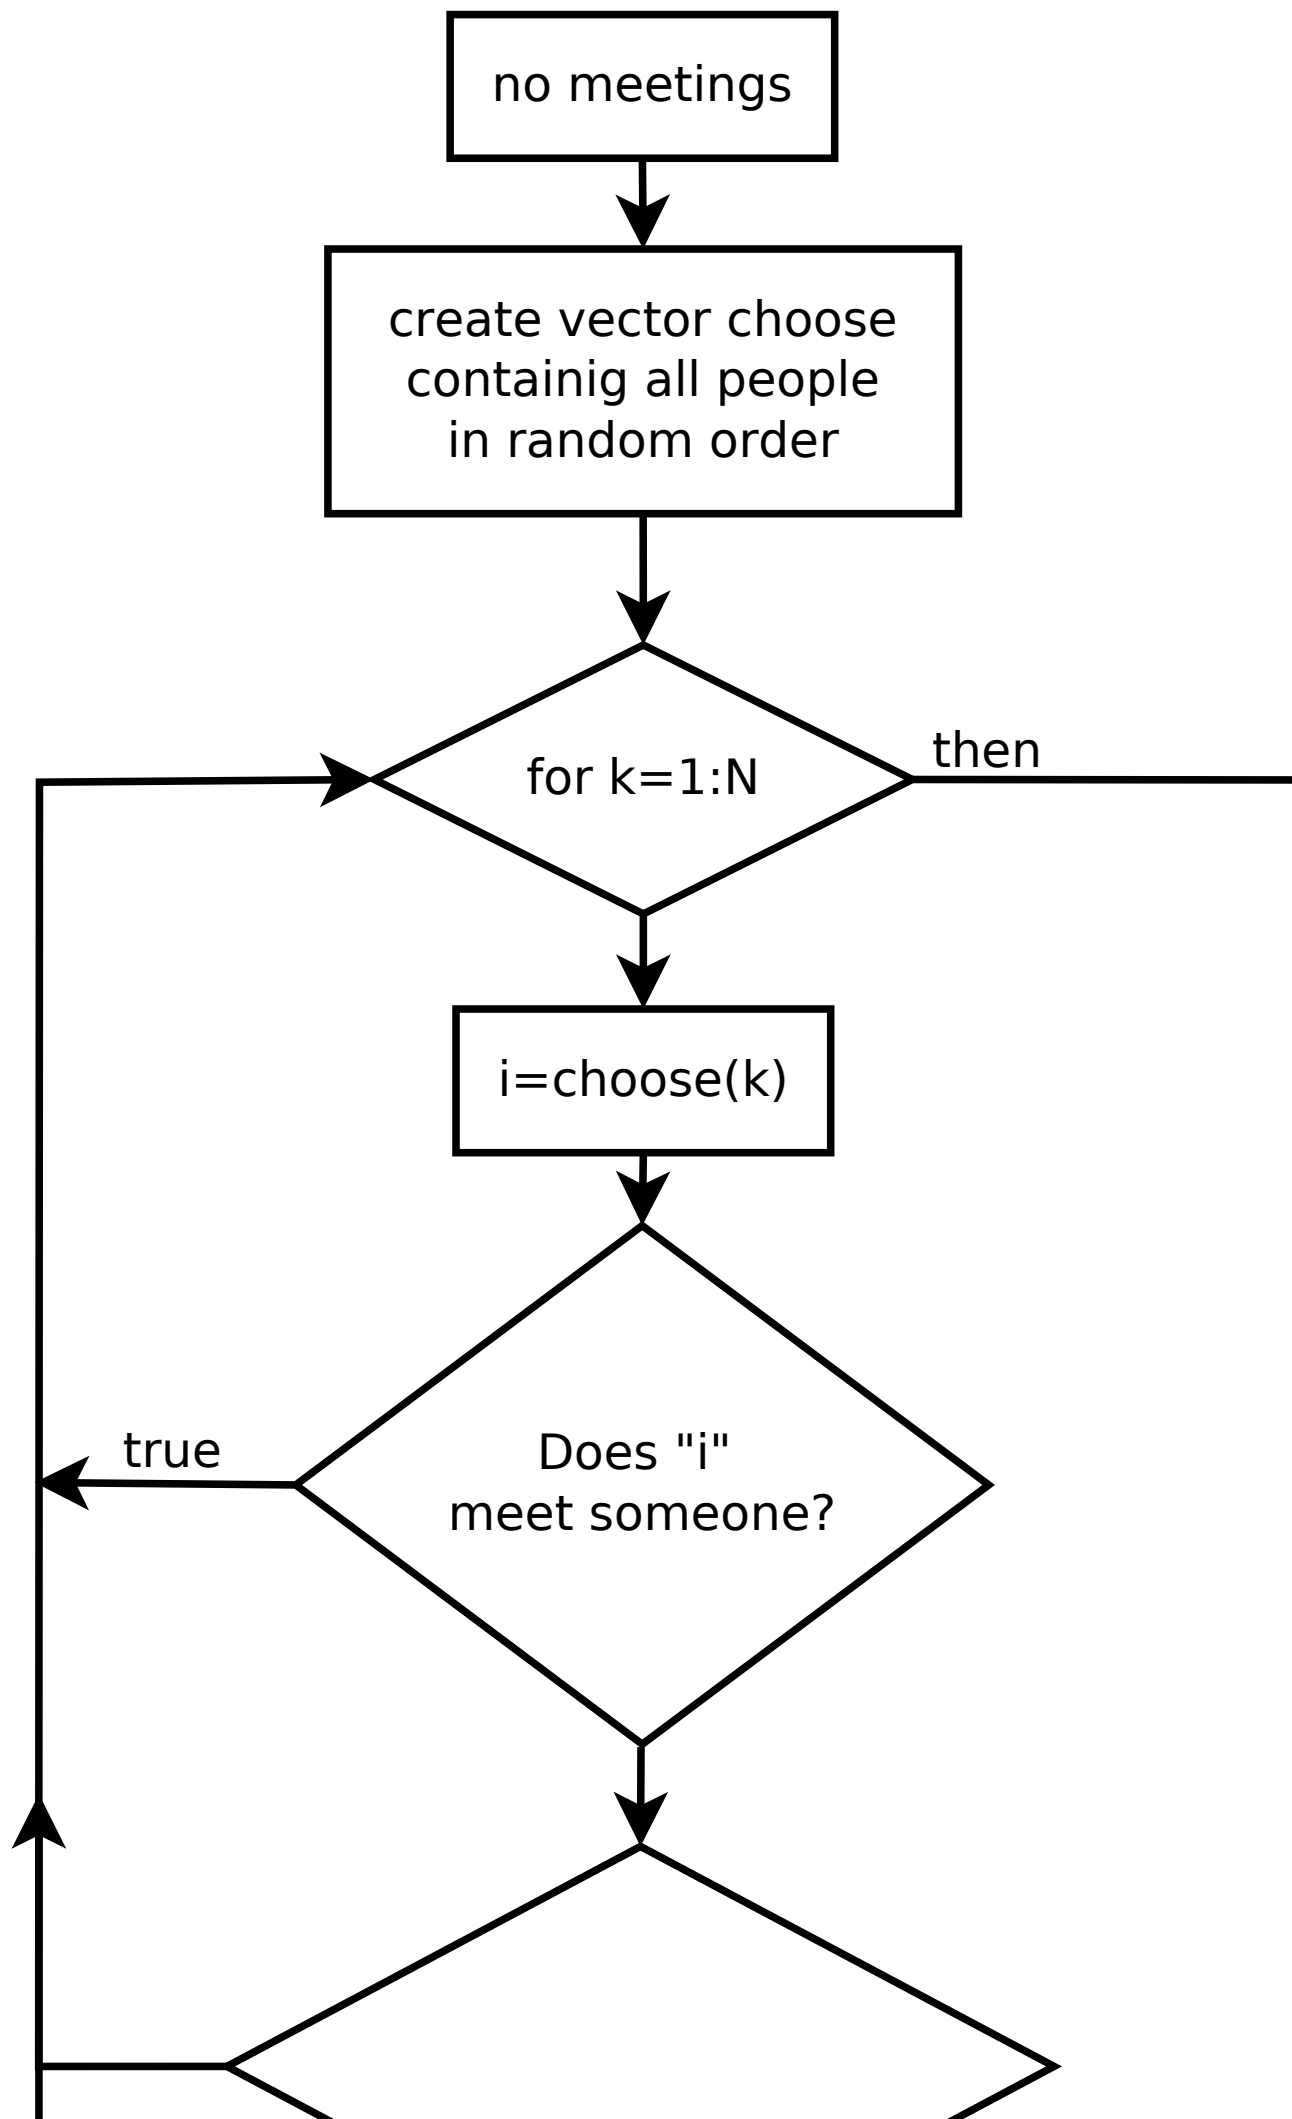 no meetings
create vector choose
containig all people
in random order
for k=1:N
then
i=choose(k)
true
Does "i"
meet someone?